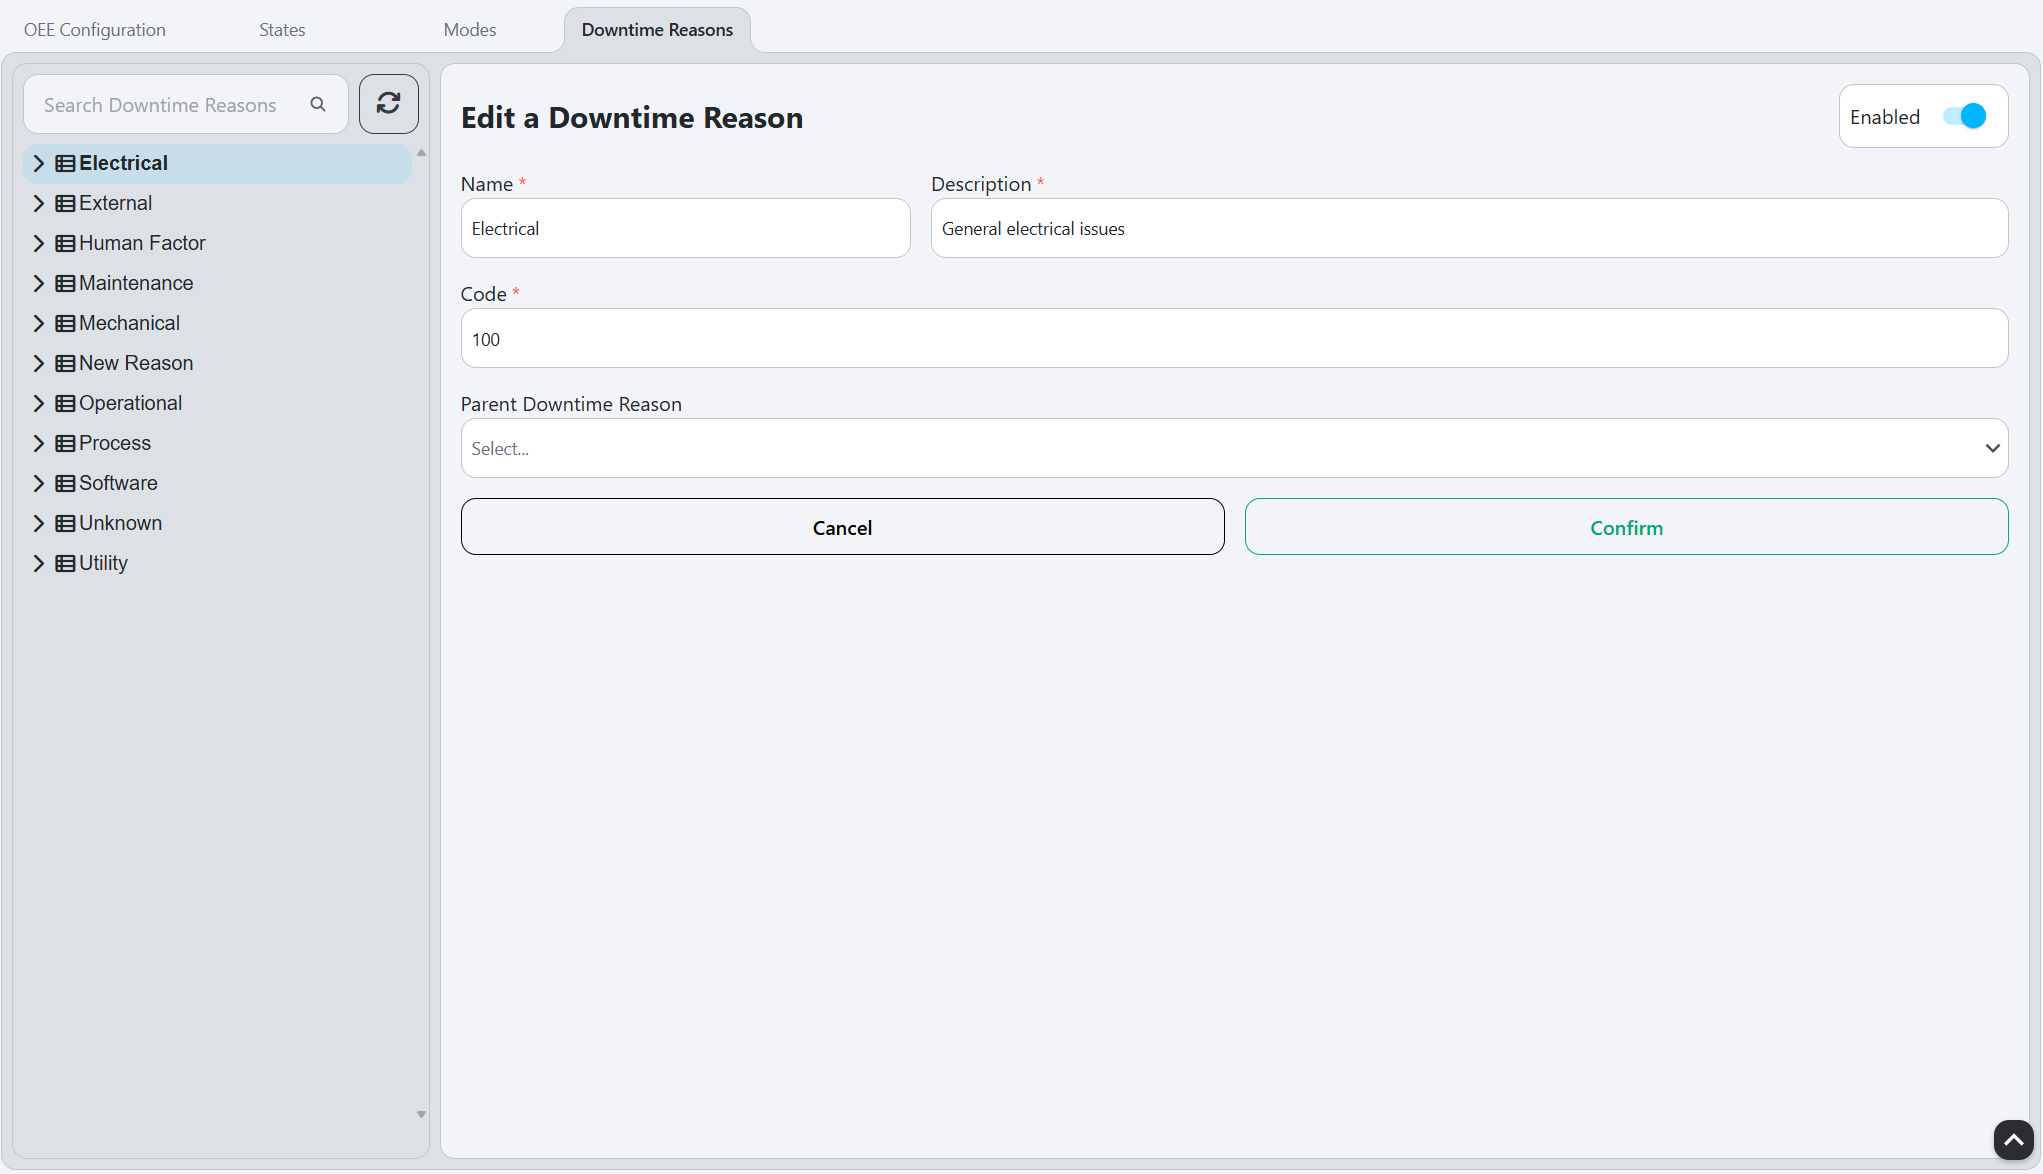 OEE Configuration
States
Modes
Downtime Reasons
Search Downtime Reasons
Electrical
External
Human Factor
Maintenance
Mechanical
New Reason
Operational
Process
Software
Unknown
Utility
Edit a Downtime Reason
Enabled
Name *
Description *
Electrical
General electrical issues
Code *
100
Parent Downtime Reason
Select...
Cancel
Confirm